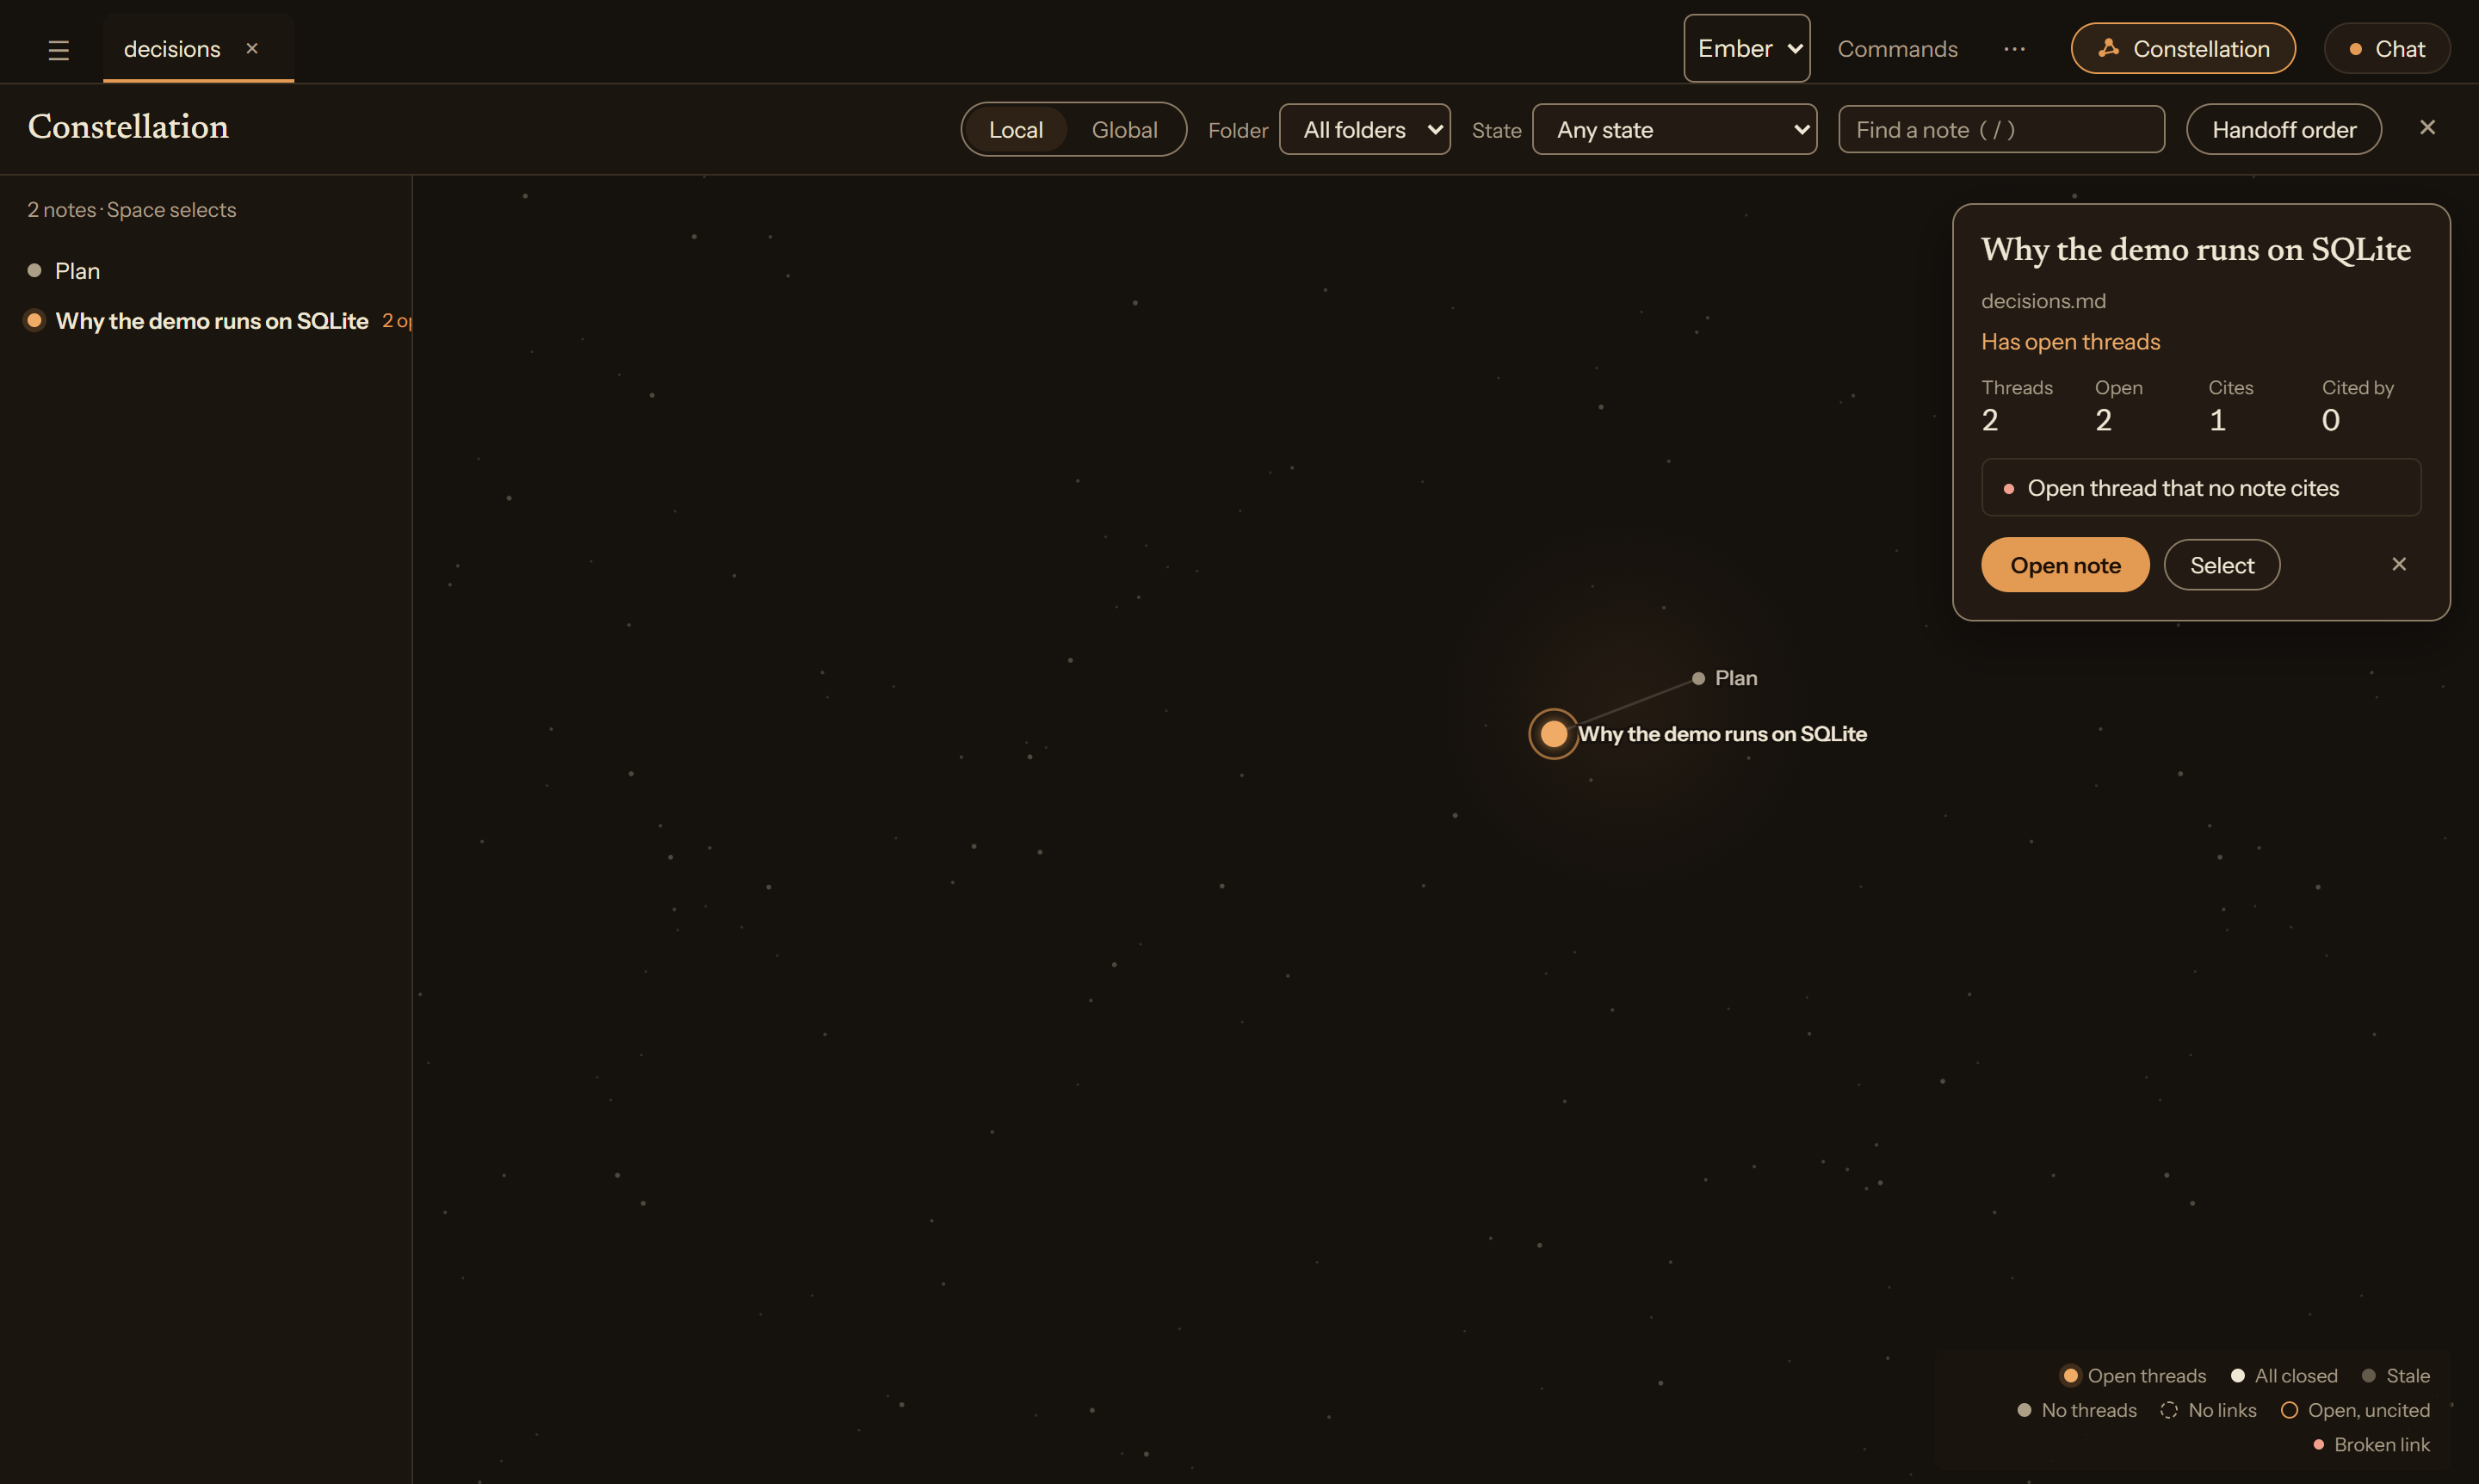 decisions ×
Ember Commands ··· Constellation Chat
Constellation
Local Global Folder All folders State Any state Find a note ( / ) Handoff order ×
2 notes · Space selects
Plan
Why the demo runs on SQLite 2 op
Why the demo runs on SQLite
decisions.md
Has open threads
Threads Open Cites Cited by
2 2 1 0
Open thread that no note cites
Open note Select ×
Plan
Why the demo runs on SQLite
Open threads All closed Stale
No threads No links Open, uncited
Broken link